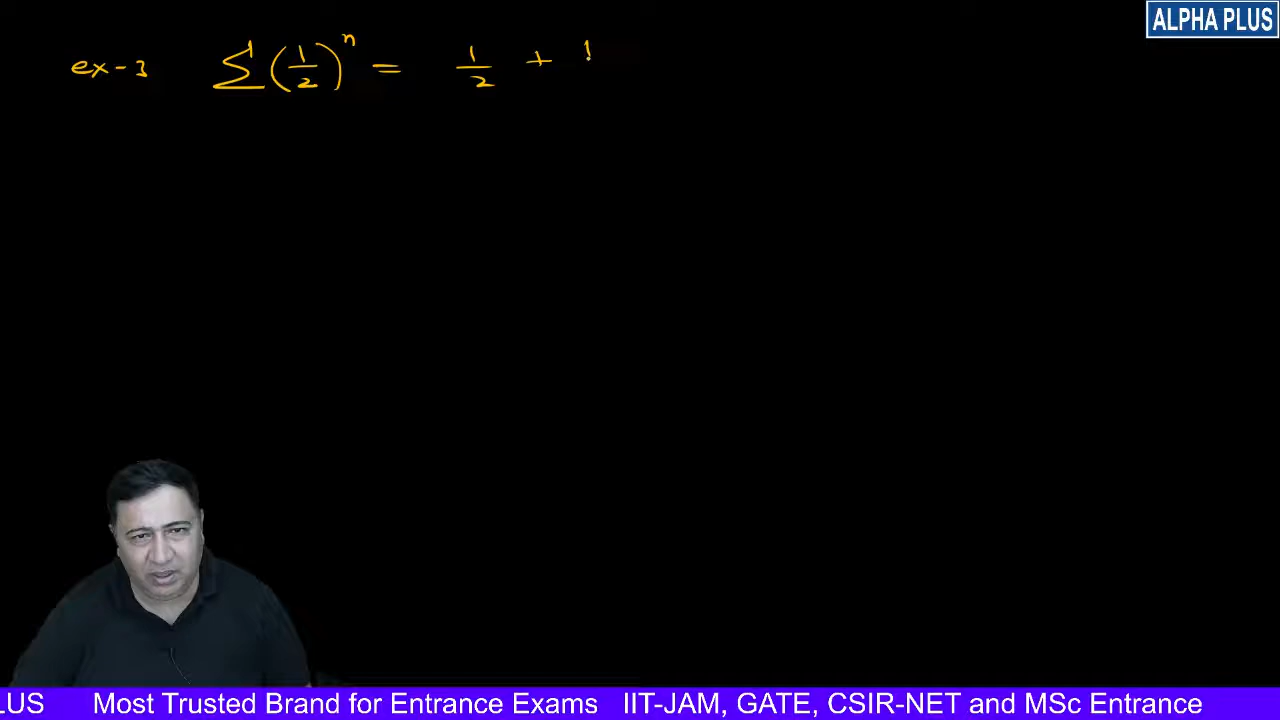 ALPHA PLUS
ex-3 ∑ (1/2)^n = 1/2 + 1
LUS Most Trusted Brand for Entrance Exams IIT-JAM, GATE, CSIR-NET and MSc Entrance